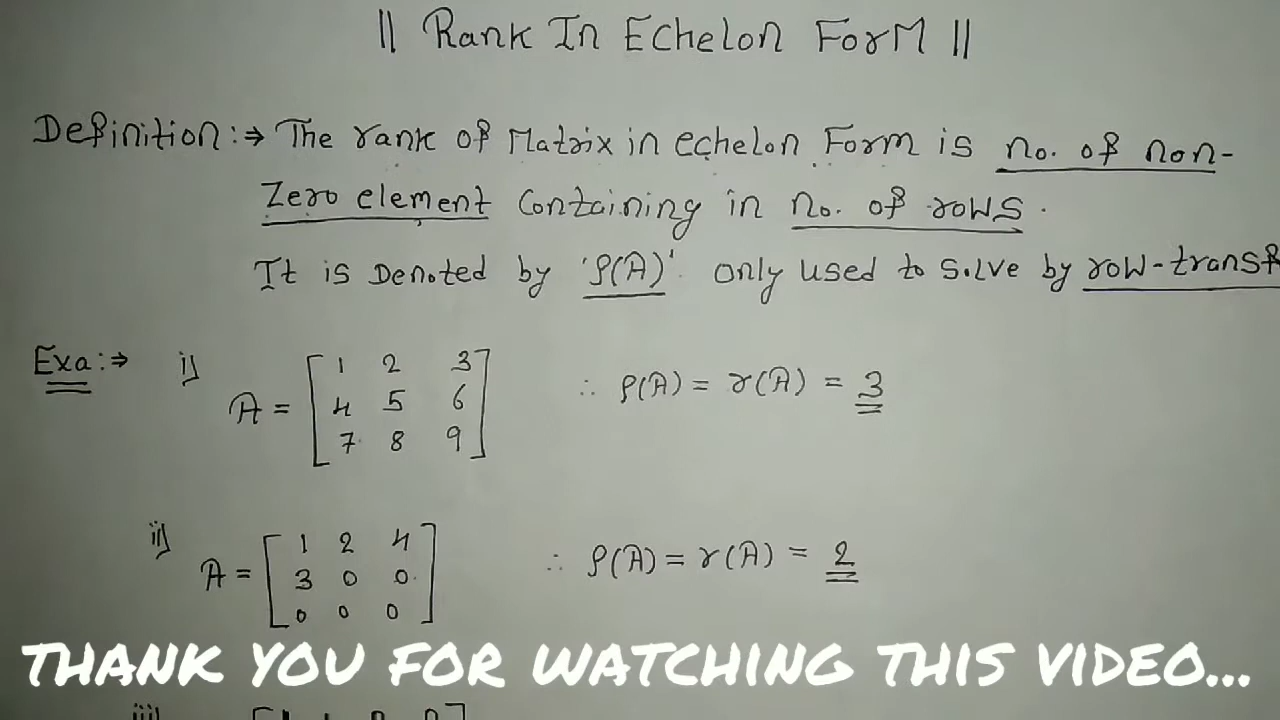 || Rank In Echelon Form ||
Definition:⇒ The rank of Matrix in echelon Form is no. of non-
Zero element Containing in no. of rows.
It is Denoted by 'ρ(A)' only used to solve by row-transf
Exa:⇒ i)
A = [1 2 3
4 5 6
7 8 9]
∴ ρ(A) = r(A) = 3
ii)
A = [1 2 4
3 0 0
0 0 0]
∴ ρ(A) = r(A) = 2
THANK YOU FOR WATCHING THIS VIDEO...
iii)